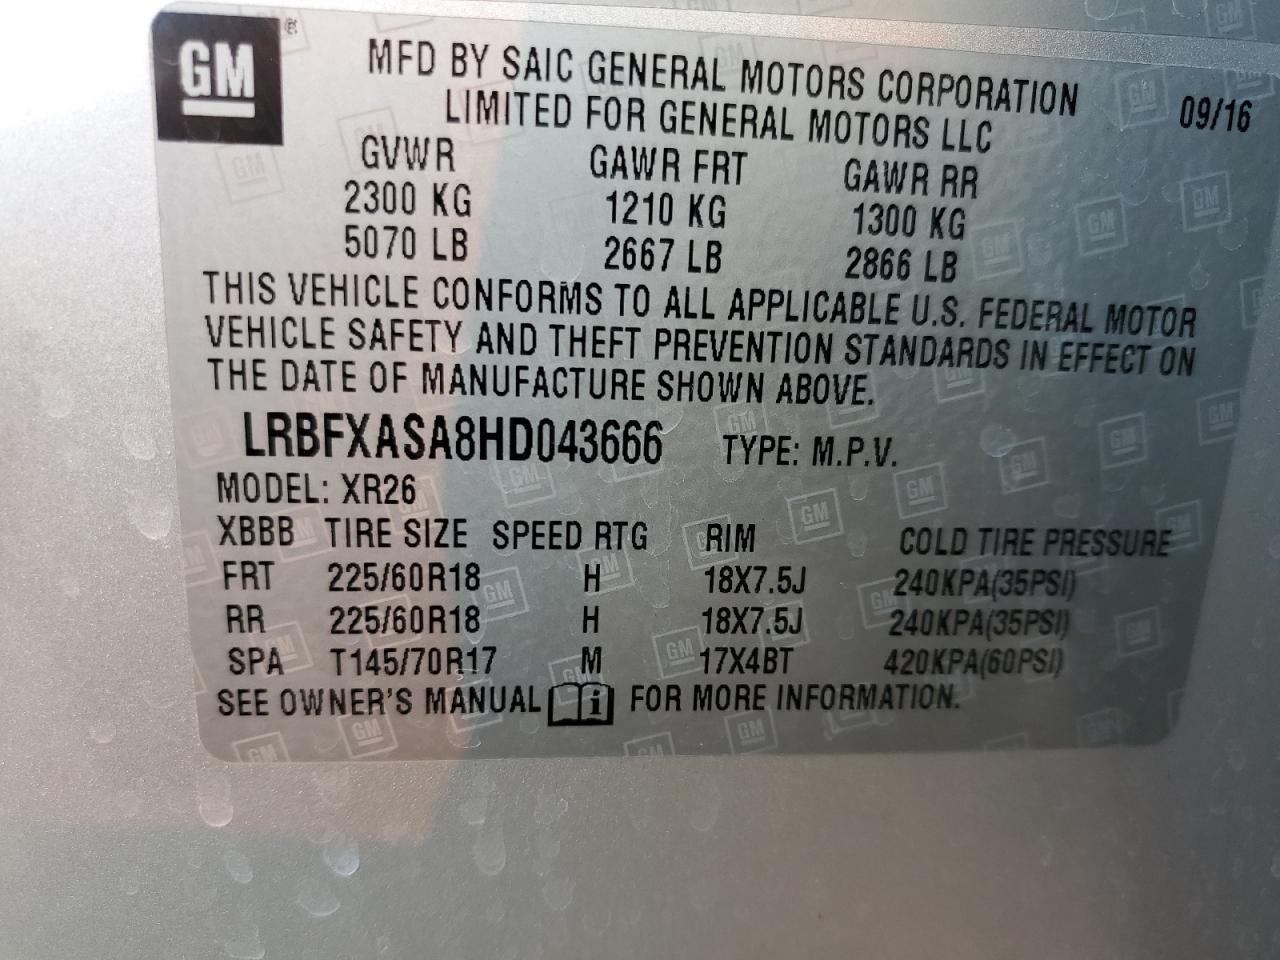 GM ®
MFD BY SAIC GENERAL MOTORS CORPORATION 09/16
LIMITED FOR GENERAL MOTORS LLC
GVWR GAWR FRT GAWR RR
2300 KG 1210 KG 1300 KG
5070 LB 2667 LB 2866 LB
THIS VEHICLE CONFORMS TO ALL APPLICABLE U.S. FEDERAL MOTOR
VEHICLE SAFETY AND THEFT PREVENTION STANDARDS IN EFFECT ON
THE DATE OF MANUFACTURE SHOWN ABOVE.
LRBFXASA8HD043666 TYPE: M.P.V.
MODEL: XR26
XBBB TIRE SIZE SPEED RTG RIM COLD TIRE PRESSURE
FRT 225/60R18 H 18X7.5J 240KPA(35PSI)
RR 225/60R18 H 18X7.5J 240KPA(35PSI)
SPA T145/70R17 M 17X4BT 420KPA(60PSI)
SEE OWNER'S MANUAL i FOR MORE INFORMATION.